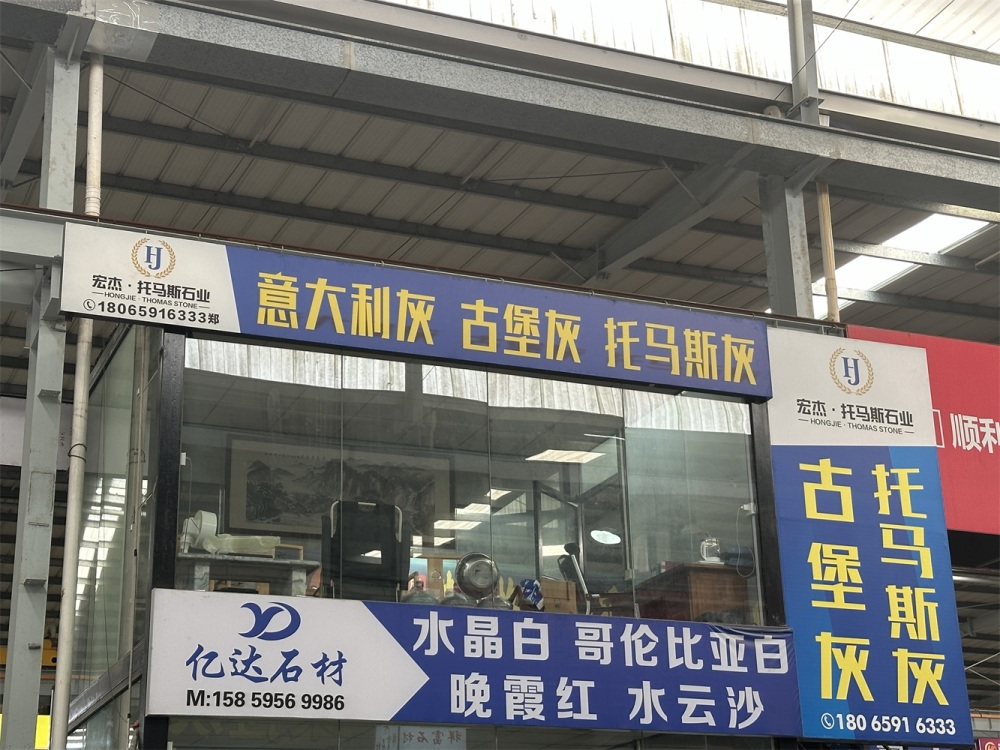 HJ
宏杰·托马斯石业
HONGJIE · THOMAS STONE
18065916333郑
意大利灰 古堡灰 托马斯灰
HJ
宏杰·托马斯石业
HONGJIE · THOMAS STONE
托马斯灰
古堡灰
18065916333
顺利
亿达石材
M:158 5956 9986
水晶白 哥伦比亚白
晚霞红 水云沙